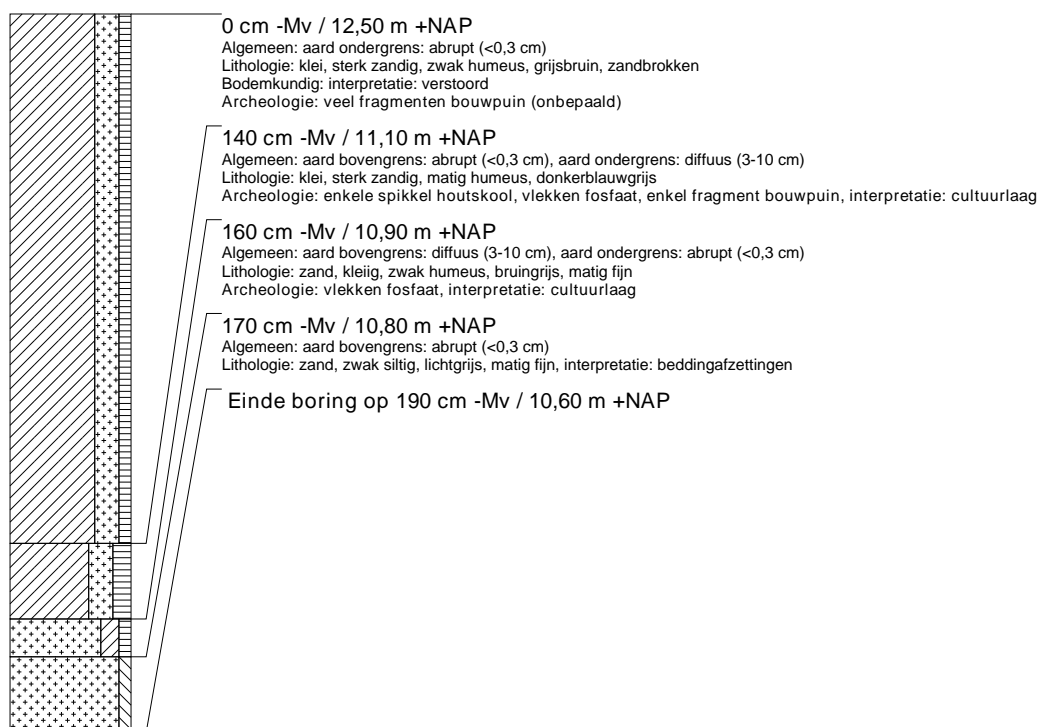 0 cm -Mv / 12,50 m +NAP
Algemeen: aard ondergrens: abrupt (<0,3 cm)
Lithologie: klei, sterk zandig, zwak humeus, grijsbruin, zandbrokken
Bodemkundig: interpretatie: verstoord
Archeologie: veel fragmenten bouwpuin (onbepaald)
140 cm -Mv / 11,10 m +NAP
Algemeen: aard bovengrens: abrupt (<0,3 cm), aard ondergrens: diffuus (3-10 cm)
Lithologie: klei, sterk zandig, matig humeus, donkerblauwgrijs
Archeologie: enkele spikkel houtskool, vlekken fosfaat, enkel fragment bouwpuin, interpretatie: cultuurlaag
160 cm -Mv / 10,90 m +NAP
Algemeen: aard bovengrens: diffuus (3-10 cm), aard ondergrens: abrupt (<0,3 cm)
Lithologie: zand, kleiig, zwak humeus, bruingrijs, matig fijn
Archeologie: vlekken fosfaat, interpretatie: cultuurlaag
170 cm -Mv / 10,80 m +NAP
Algemeen: aard bovengrens: abrupt (<0,3 cm)
Lithologie: zand, zwak siltig, lichtgrijs, matig fijn, interpretatie: beddingafzettingen
Einde boring op 190 cm -Mv / 10,60 m +NAP